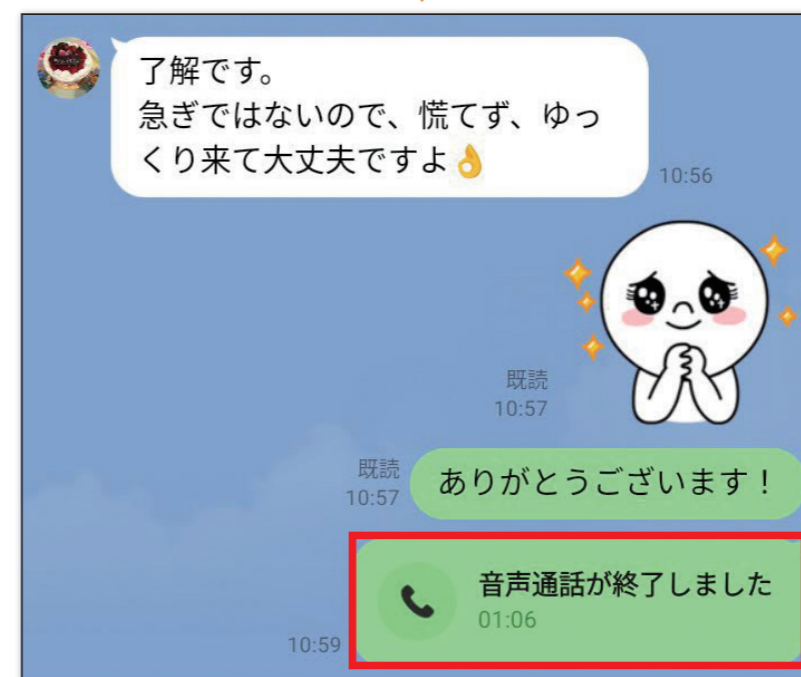 了解です。
急ぎではないので、慌てず、ゆっ
くり来て大丈夫ですよ👌
10:56
既読
10:57
既読
10:57
ありがとうございます！
音声通話が終了しました
01:06
10:59